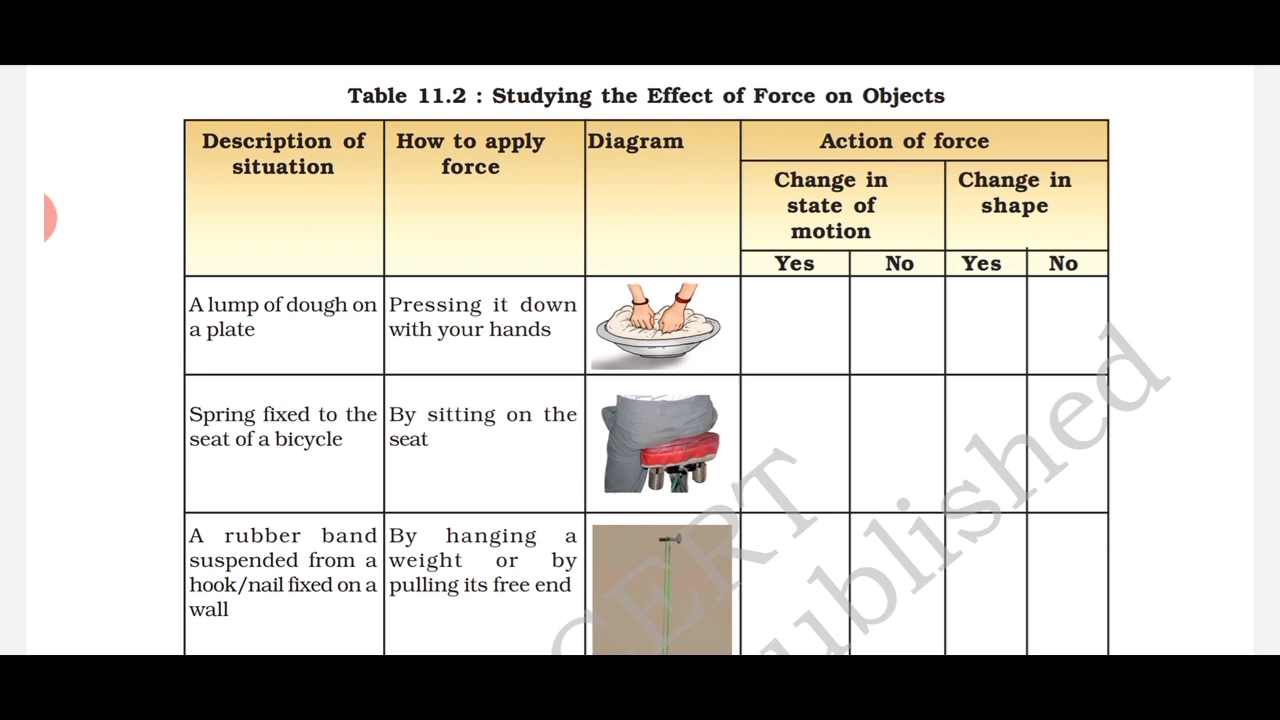 Table 11.2 : Studying the Effect of Force on Objects
Description of
situation
How to apply
force
Diagram
Action of force
Change in
state of
motion
Change in
shape
Yes
No
Yes
No
A lump of dough on
a plate
Pressing it down
with your hands
Spring fixed to the
seat of a bicycle
By sitting on the
seat
A rubber band
suspended from a
hook/nail fixed on a
wall
By hanging a
weight or by
pulling its free end
CERT
ublished